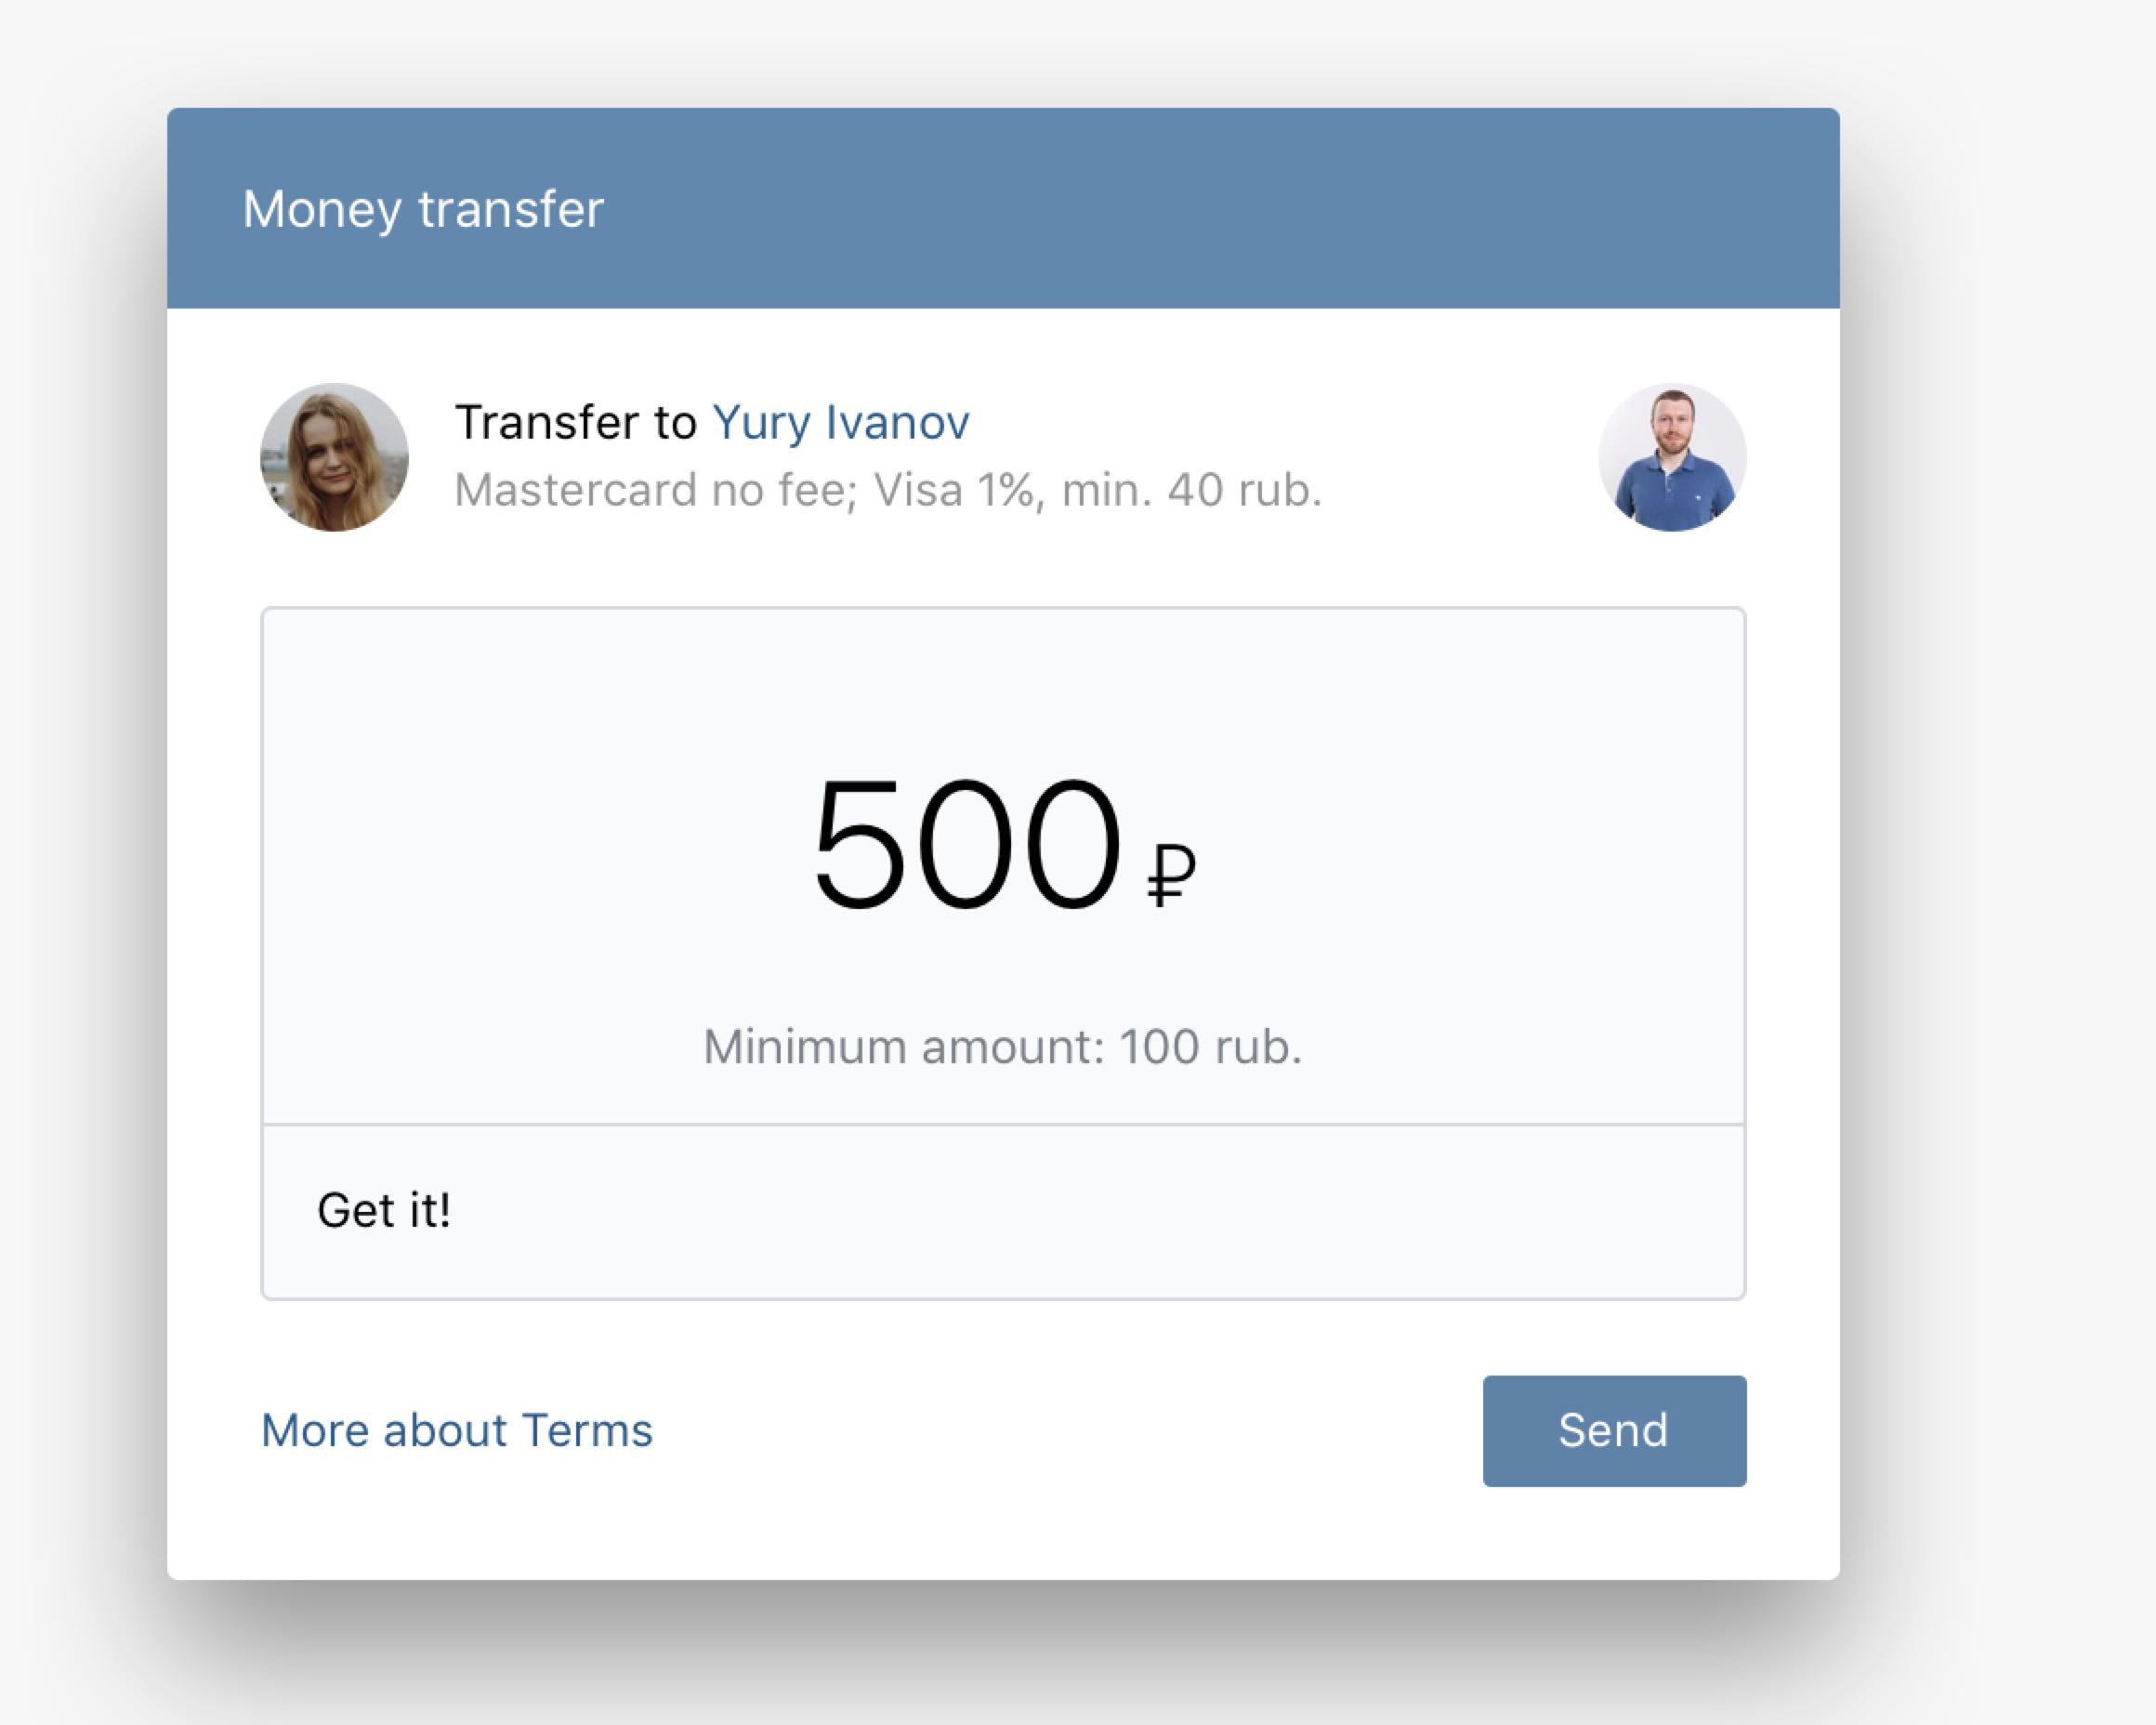 Money transfer
Transfer to Yury Ivanov
Mastercard no fee; Visa 1%, min. 40 rub.
500 ₽
Minimum amount: 100 rub.
Get it!
More about Terms
Send